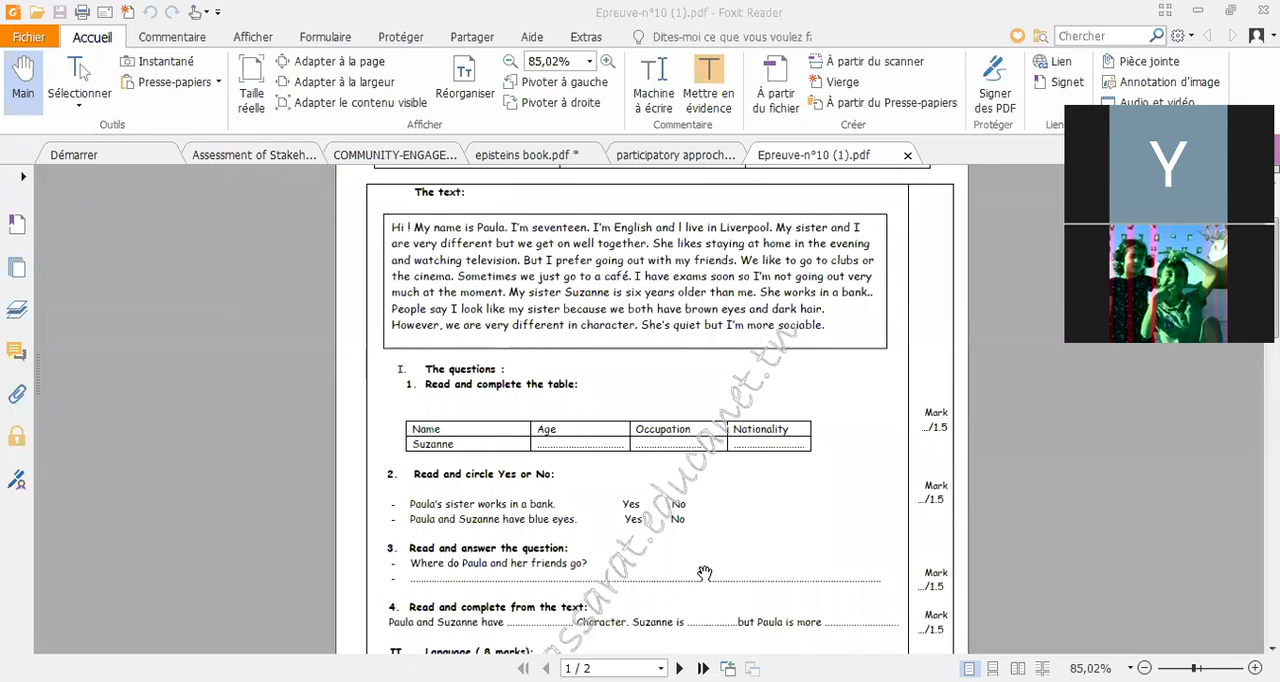 Epreuve-n°10 (1).pdf - Foxit Reader
Fichier Accueil Commentaire Afficher Formulaire Protéger Partager Aide Extras Dites-moi ce que vous voulez fa Chercher
Main
Sélectionner
Instantané
Presse-papiers
Outils
Taille réelle
Adapter à la page
Adapter à la largeur
Adapter le contenu visible
Réorganiser
85,02%
Pivoter à gauche
Pivoter à droite
Afficher
Machine à écrire
Mettre en évidence
Commentaire
À partir du fichier
À partir du scanner
Vierge
À partir du Presse-papiers
Créer
Signer des PDF
Protéger
Lien
Signet
Lien
Pièce jointe
Annotation d'image
Audio et vidéo
Démarrer Assessment of Stakeh... COMMUNITY-ENGAGE... episteins book.pdf * participatory approch... Epreuve-n°10 (1).pdf
Y
The text:
Hi ! My name is Paula. I'm seventeen. I'm English and I live in Liverpool. My sister and I
are very different but we get on well together. She likes staying at home in the evening
and watching television. But I prefer going out with my friends. We like to go to clubs or
the cinema. Sometimes we just go to a café. I have exams soon so I'm not going out very
much at the moment. My sister Suzanne is six years older than me. She works in a bank..
People say I look like my sister because we both have brown eyes and dark hair.
However, we are very different in character. She's quiet but I'm more sociable.
I. The questions :
1. Read and complete the table:
Name Age Occupation Nationality
Suzanne ........................ ........................ ........................
Mark
.../1.5
2. Read and circle Yes or No:
- Paula's sister works in a bank. Yes No
- Paula and Suzanne have blue eyes. Yes No
Mark
.../1.5
3. Read and answer the question:
- Where do Paula and her friends go?
- ........................................................................
Mark
.../1.5
4. Read and complete from the text:
Paula and Suzanne have .................. Character. Suzanne is ................but Paula is more ......................
Mark
.../1.5
II Language ( 8 marks):
assarat.educanet.tn
1 / 2
85,02%